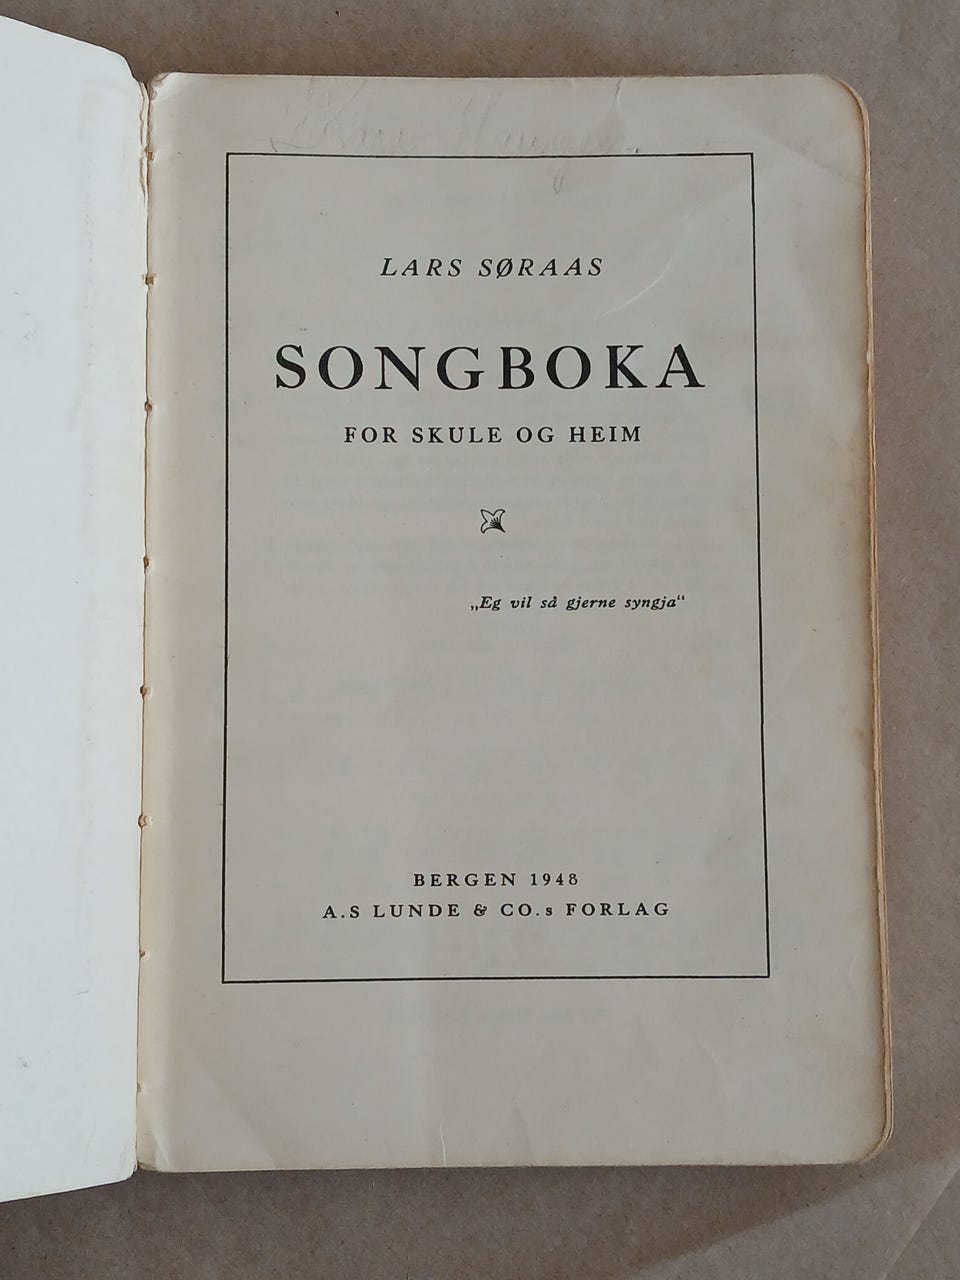 LARS SØRAAS
SONGBOKA
FOR SKULE OG HEIM
„Eg vil så gjerne syngja“
BERGEN 1948
A.S LUNDE & CO.s FORLAG